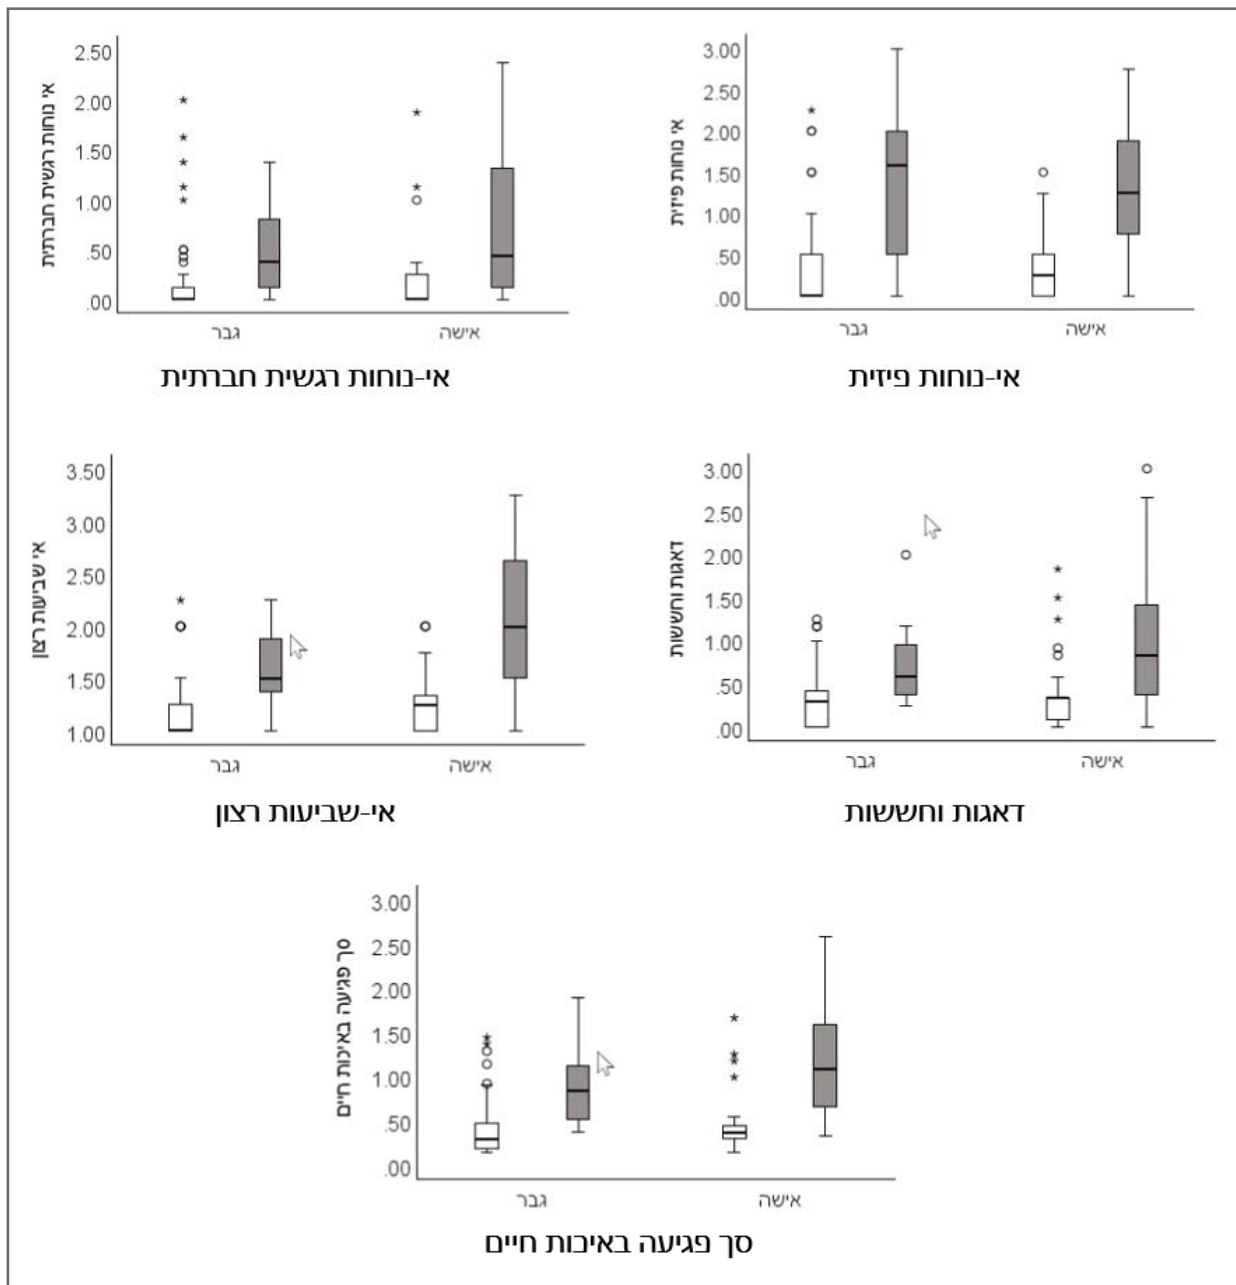 אי נוחות רגשית חברתית
2.50
2.00
1.50
1.00
.50
.00
גבר אישה
אי-נוחות רגשית חברתית
אי נוחות פיזית
3.00
2.50
2.00
1.50
1.00
.50
.00
גבר אישה
אי-נוחות פיזית
אי שביעות רצון
3.50
3.00
2.50
2.00
1.50
1.00
גבר אישה
אי-שביעות רצון
דאגות וחששות
3.00
2.50
2.00
1.50
1.00
.50
.00
גבר אישה
דאגות וחששות
סך פגיעה באיכות חיים
3.00
2.50
2.00
1.50
1.00
.50
.00
גבר אישה
סך פגיעה באיכות חיים